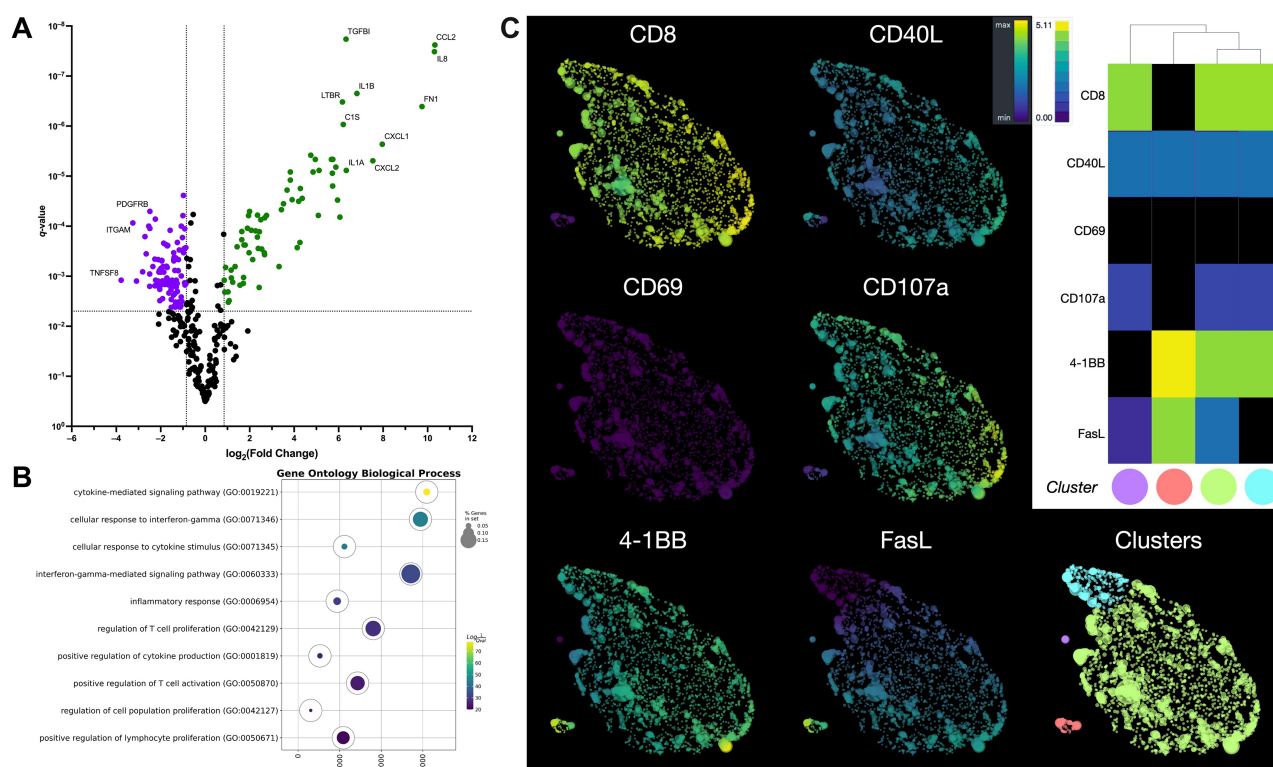 A
10⁻⁸
10⁻⁷
10⁻⁶
10⁻⁵
10⁻⁴
10⁻³
10⁻²
10⁻¹
10⁰
q-value
TGFBI
CCL2
IL8
IL1B
LTBR
FN1
C1S
CXCL1
IL1A
CXCL2
PDGFRB
ITGAM
TNFSF8
−6
−4
−2
0
2
4
6
8
10
12
log₂(Fold Change)
B
Gene Ontology Biological Process
cytokine-mediated signaling pathway (GO:0019221)
cellular response to interferon-gamma (GO:0071346)
cellular response to cytokine stimulus (GO:0071345)
interferon-gamma-mediated signaling pathway (GO:0060333)
inflammatory response (GO:0006954)
regulation of T cell proliferation (GO:0042129)
positive regulation of cytokine production (GO:0001819)
positive regulation of T cell activation (GO:0050870)
regulation of cell population proliferation (GO:0042127)
positive regulation of lymphocyte proliferation (GO:0050671)
% Genes
in set
0.05
0.10
0.15
70
60
50
40
30
20
0
000
000
000
C
CD8
CD40L
max
min
5.11
0.00
CD69
CD107a
4-1BB
FasL
Clusters
CD8
CD40L
CD69
CD107a
4-1BB
FasL
Cluster